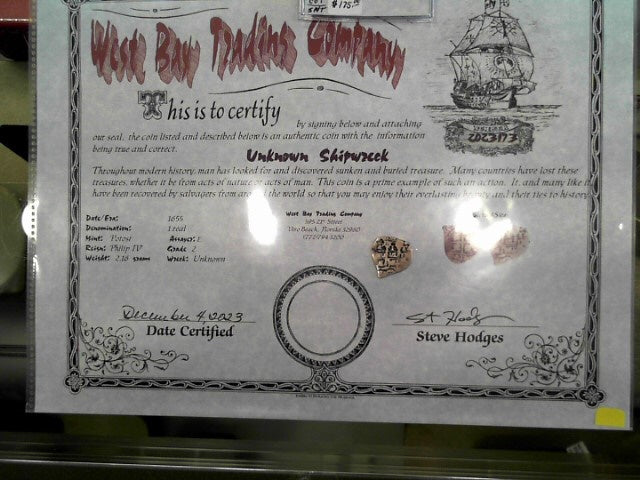 $175.00
West Bay Trading Company
This is to certify
by signing below and attaching
our seal, the coin listed and described below is an authentic coin with the information
being true and correct.
Unknown Shipwreck
Throughout modern history, man has looked for and discovered sunken and buried treasure. Many countries have lost these
treasures, whether it be from acts of nature or acts of man. This coin is a prime example of such an action. It, and many like it
have been recovered by salvagers from around the world so that you may enjoy their everlasting beauty and their ties to history.
Date/Era: 1655
Denomination: 1 real
Mint: Potosi Assayer: E
Reign: Philip IV Grade: 2
Weight: 2.18 grams Wreck: Unknown
West Bay Trading Company
Vero Beach, Florida 32960
December 4, 2023
Date Certified
St Hodg
Steve Hodges